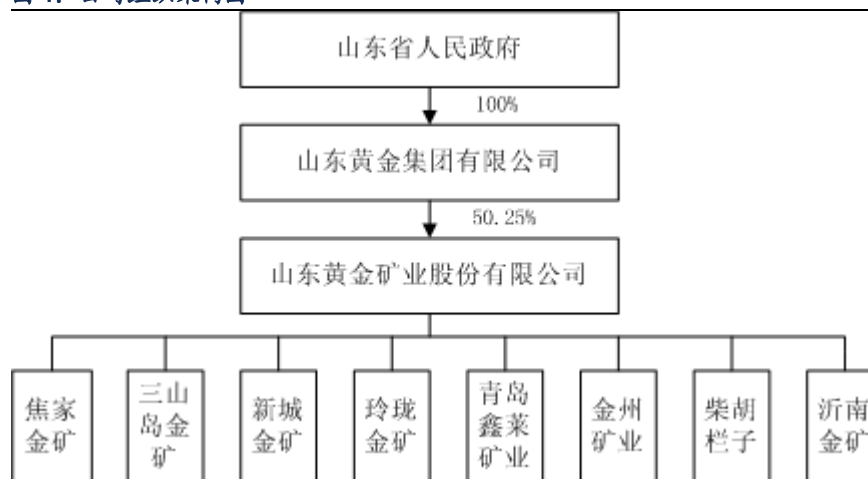 山东省人民政府
100%
山东黄金集团有限公司
50.25%
山东黄金矿业股份有限公司
焦家
金矿
三山
岛金
矿
新城
金矿
玲珑
金矿
青岛
鑫莱
矿业
金州
矿业
柴胡
栏子
沂南
金矿